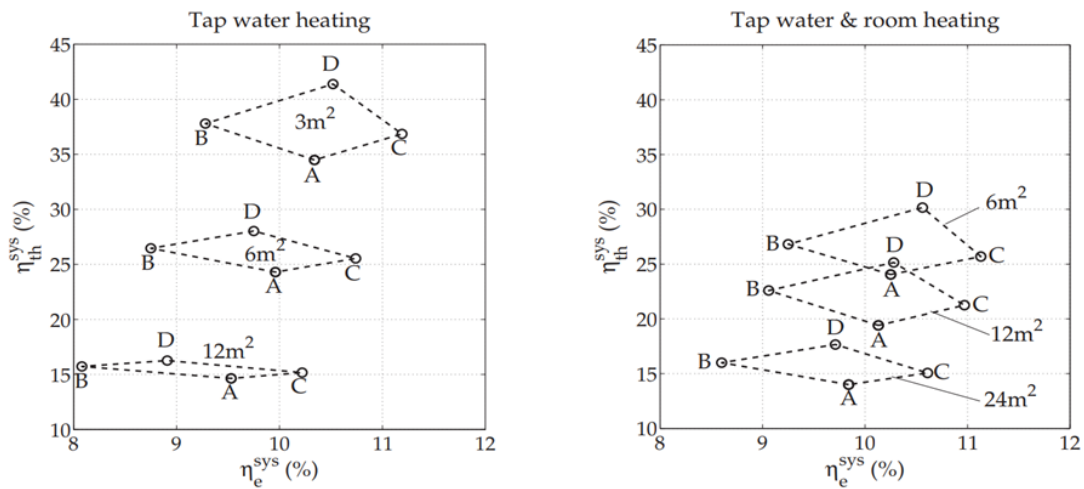 Tap water heating
45
40
35
30
25
20
15
10
η_th^sys (%)
D
3m²
B
C
A
D
B
6m²
C
A
D
12m²
B
A
C
8
9
10
11
12
η_e^sys (%)
Tap water & room heating
45
40
35
30
25
20
15
10
η_th^sys (%)
D
6m²
B
D
C
A
B
C
A
12m²
D
B
C
A
24m²
8
9
10
11
12
η_e^sys (%)